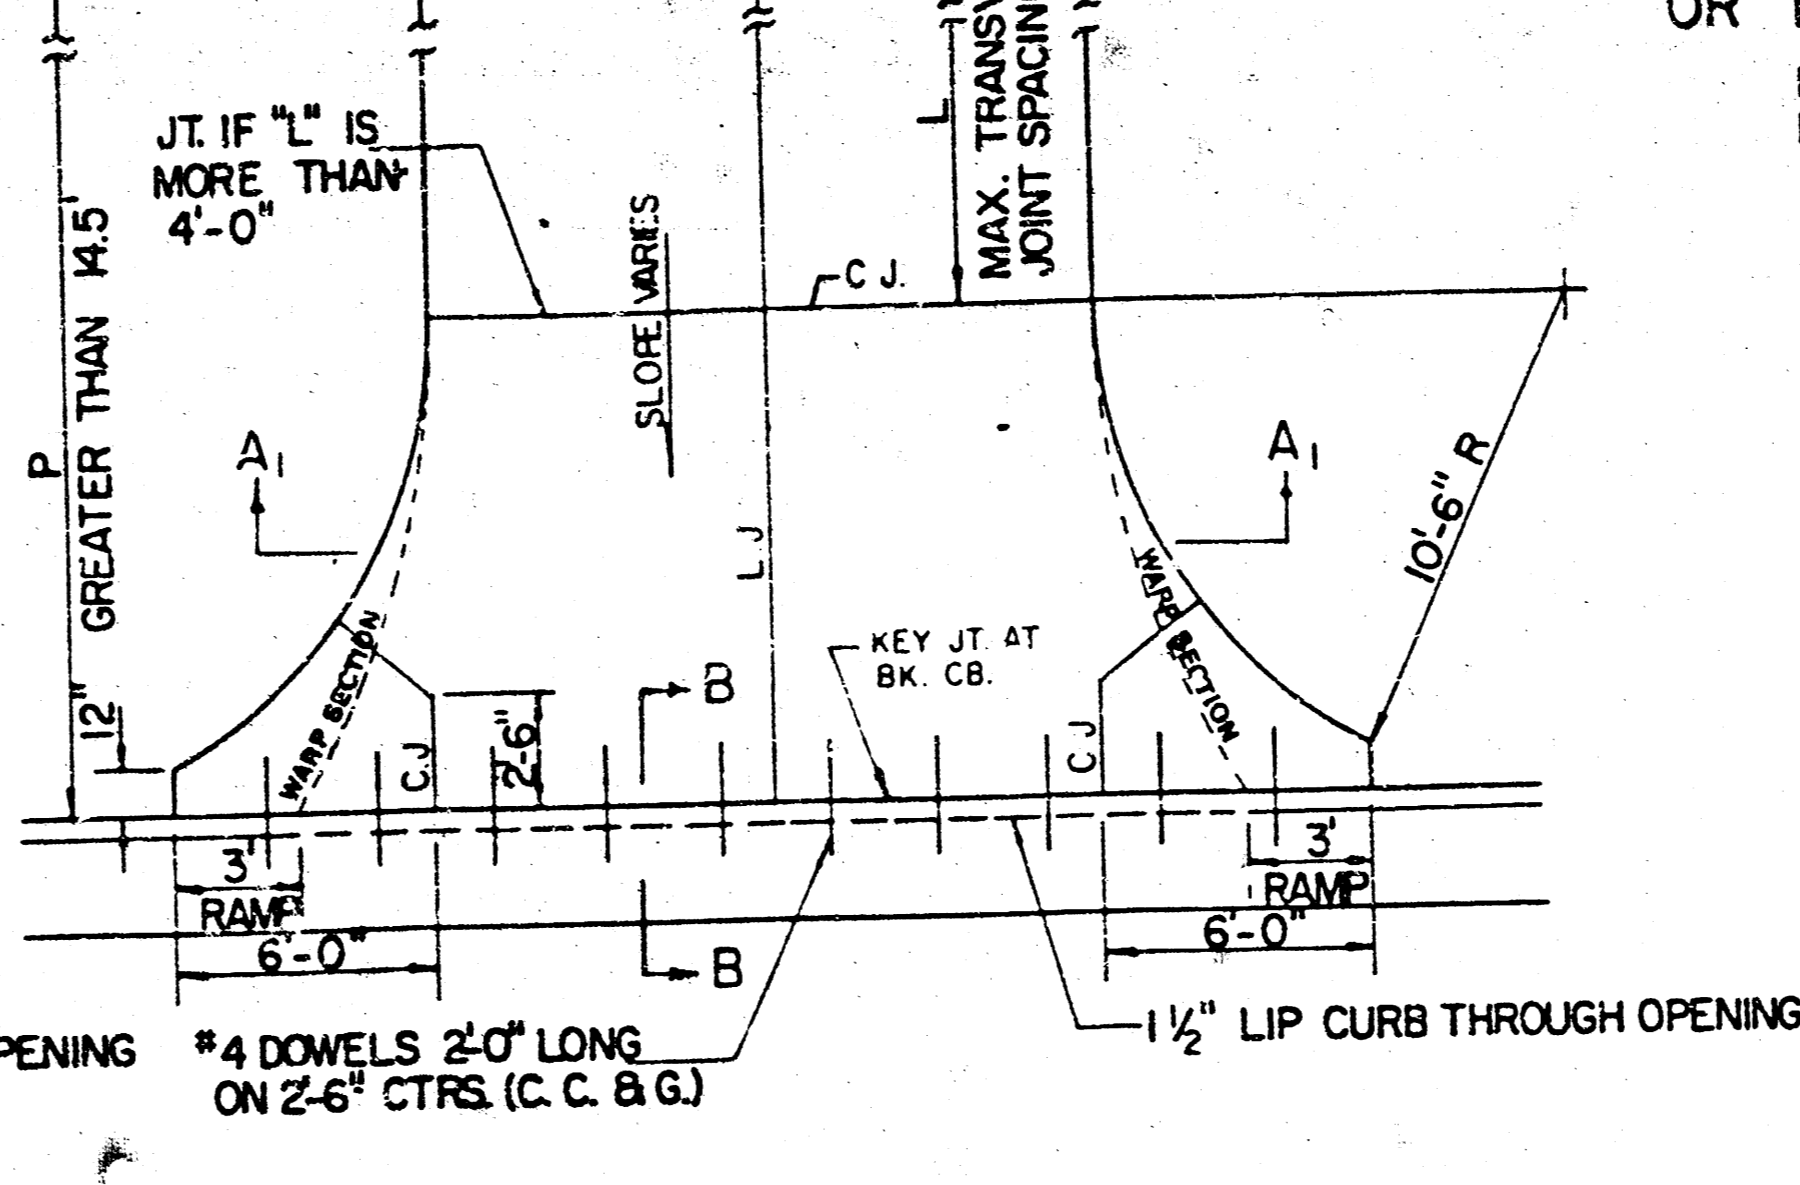 OR
JT. IF "L" IS
MORE THAN
4'-0"
P
GREATER THAN 14.5'
12"
SLOPE VARIES
L
MAX. TRANSV
JOINT SPACIN
C J.
A1
A1
10'-6" R
L J
WARP SECTION
WARP SECTION
KEY JT. AT
BK. CB.
B
2'-6"
C.J
C J
3'
RAMP
6'-0"
3'
RAMP
6'-0"
B
PENING
#4 DOWELS 2'-0" LONG
ON 2'-6" CTRS. (C. C. & G.)
1 ½" LIP CURB THROUGH OPENING